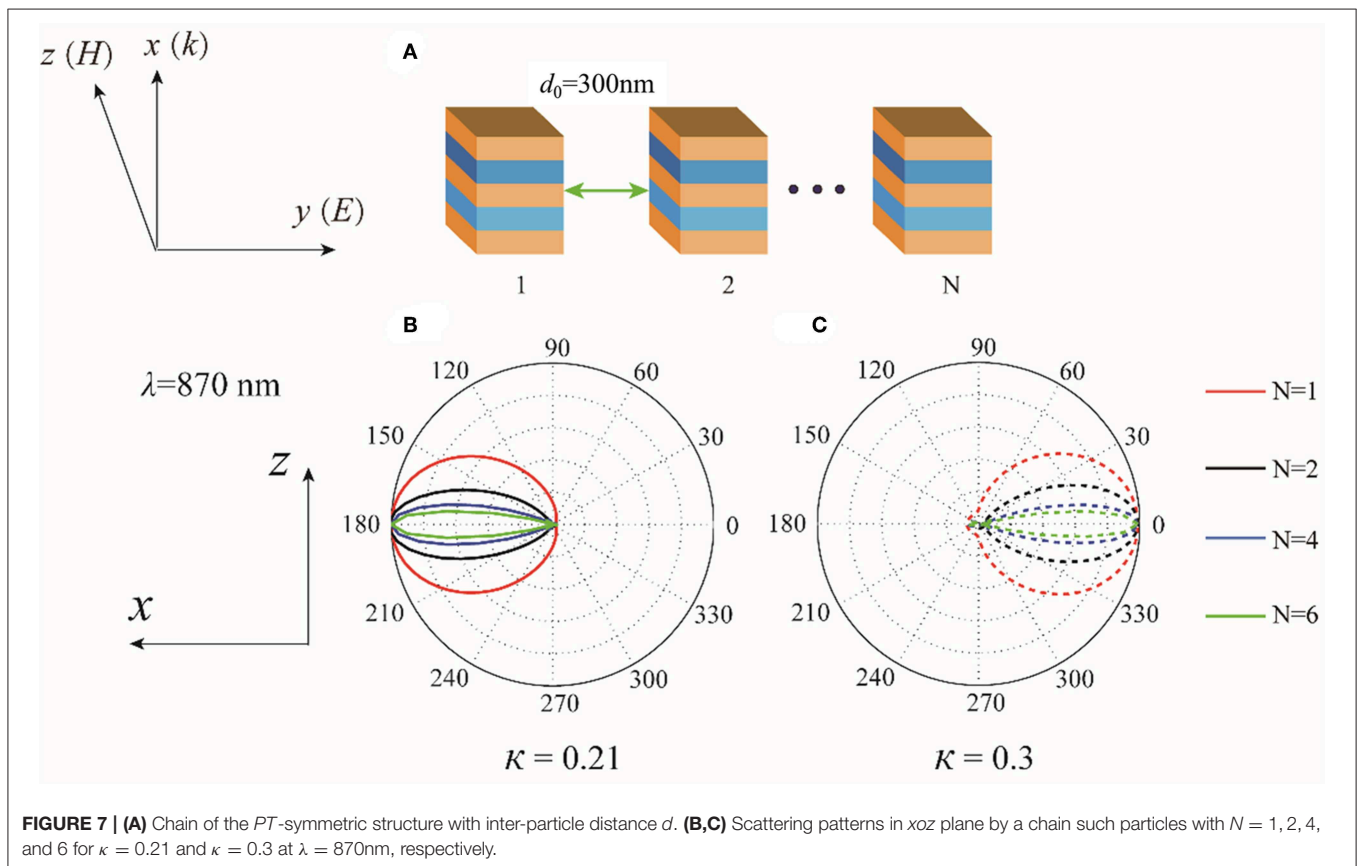 z (H)
x (k)
y (E)
A
d₀=300nm
1
2
N
λ=870 nm
z
x
B
90
120
60
150
30
180
0
210
330
240
300
270
κ = 0.21
C
90
120
60
150
30
180
0
210
330
240
300
270
κ = 0.3
N=1
N=2
N=4
N=6
FIGURE 7 | (A) Chain of the PT-symmetric structure with inter-particle distance d. (B,C) Scattering patterns in xoz plane by a chain such particles with N = 1, 2, 4,
and 6 for κ = 0.21 and κ = 0.3 at λ = 870nm, respectively.